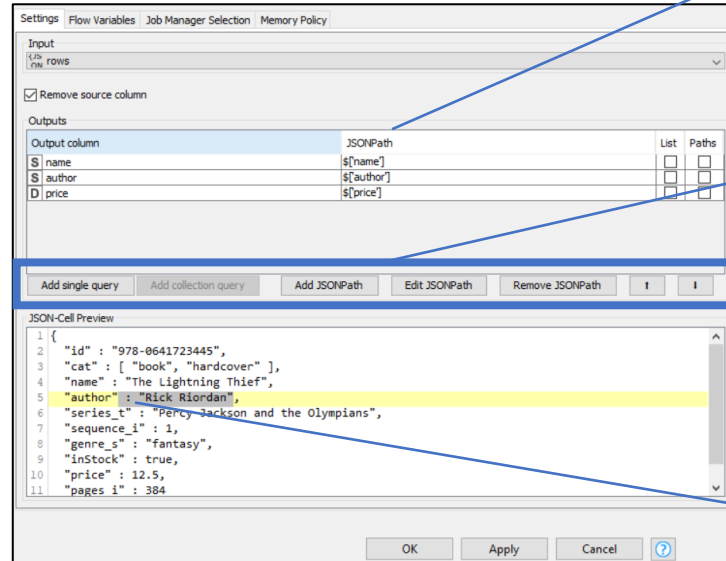 Settings Flow Variables Job Manager Selection Memory Policy
Input
{JS ON rows
Remove source column
Outputs
Output column JSONPath List Paths
S name $['name']
S author $['author']
D price $['price']
Add single query Add collection query Add JSONPath Edit JSONPath Remove JSONPath ↑ ↓
JSON-Cell Preview
1 {
2 "id" : "978-0641723445",
3 "cat" : [ "book", "hardcover" ],
4 "name" : "The Lightning Thief",
5 "author" : "Rick Riordan",
6 "series_t" : "Percy Jackson and the Olympians",
7 "sequence_i" : 1,
8 "genre_s" : "fantasy",
9 "inStock" : true,
10 "price" : 12.5,
11 "pages_i" : 384
OK Apply Cancel ?